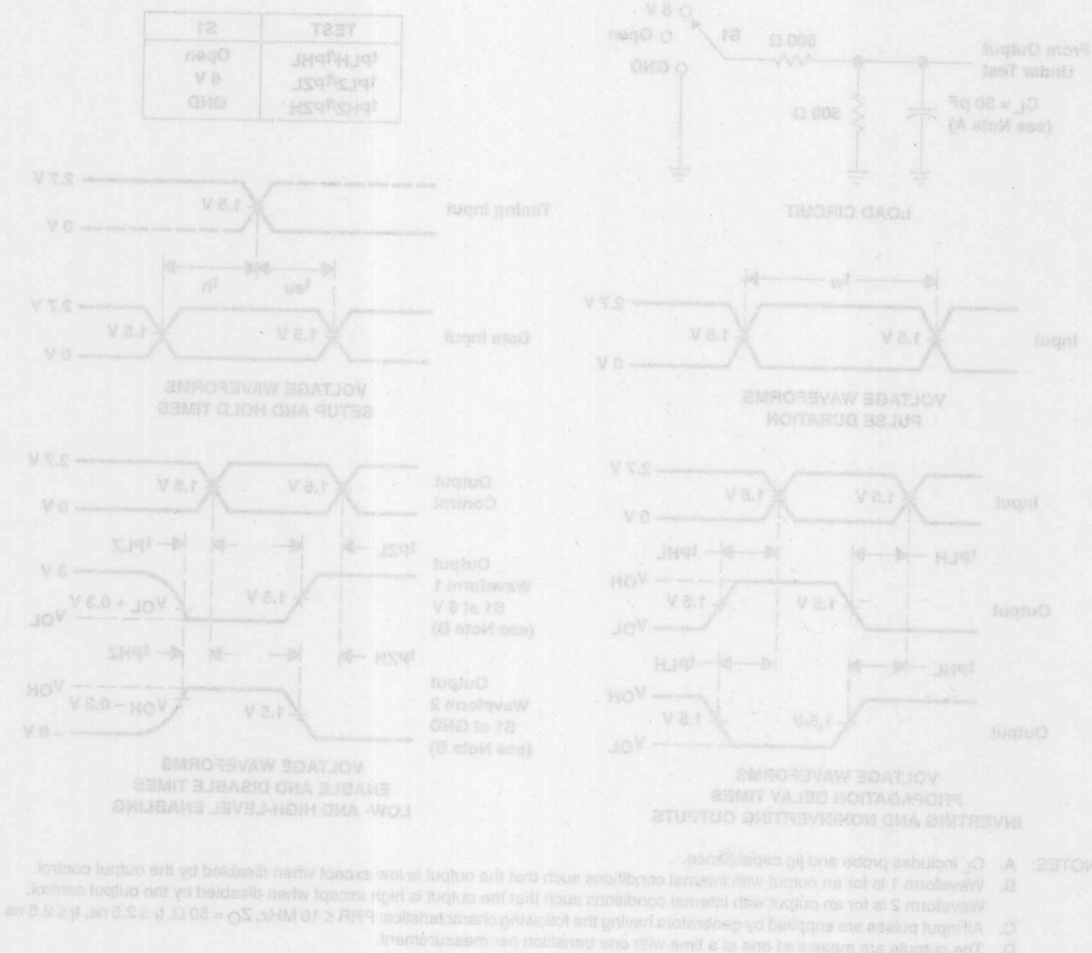 From Output
Under Test
CL = 50 pF
(see Note A)
500 Ω
500 Ω
S1
6 V
Open
GND
LOAD CIRCUIT
TEST S1
tPLH/tPHL Open
tPLZ/tPZL 6 V
tPHZ/tPZH GND
Timing Input
1.5 V
2.7 V
0 V
tsu
th
Data Input
1.5 V
1.5 V
2.7 V
0 V
VOLTAGE WAVEFORMS
SETUP AND HOLD TIMES
Input
tw
1.5 V
1.5 V
2.7 V
0 V
VOLTAGE WAVEFORMS
PULSE DURATION
Input
1.5 V
1.5 V
2.7 V
0 V
tPLH
tPHL
Output
1.5 V
1.5 V
VOH
VOL
tPHL
tPLH
Output
1.5 V
1.5 V
VOH
VOL
VOLTAGE WAVEFORMS
PROPAGATION DELAY TIMES
INVERTING AND NONINVERTING OUTPUTS
Output
Control
1.5 V
1.5 V
2.7 V
0 V
tPZL
tPLZ
Output
Waveform 1
S1 at 6 V
(see Note B)
1.5 V
VOL + 0.3 V
3 V
VOL
tPZH
tPHZ
Output
Waveform 2
S1 at GND
(see Note B)
1.5 V
VOH – 0.3 V
VOH
≈ 0 V
VOLTAGE WAVEFORMS
ENABLE AND DISABLE TIMES
LOW- AND HIGH-LEVEL ENABLING
NOTES: A. CL includes probe and jig capacitance.
B. Waveform 1 is for an output with internal conditions such that the output is low except when disabled by the output control.
Waveform 2 is for an output with internal conditions such that the output is high except when disabled by the output control.
C. All input pulses are supplied by generators having the following characteristics: PRR ≤ 10 MHz, ZO = 50 Ω, tr ≤ 2.5 ns, tf ≤ 2.5 ns
D. The outputs are measured one at a time with one transition per measurement.